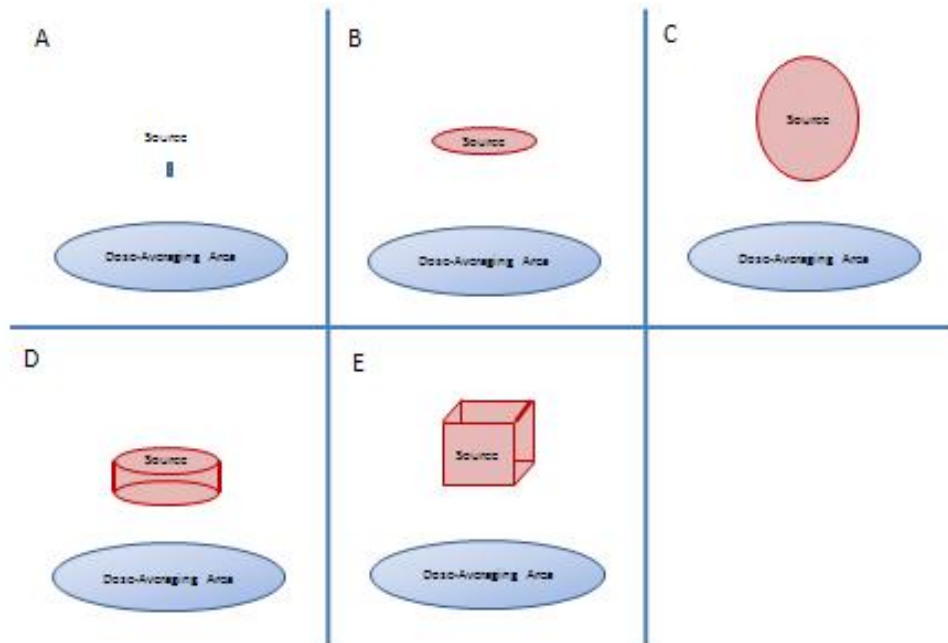 A
Source
Dose-Averaging Area
B
Source
Dose-Averaging Area
C
Source
Dose-Averaging Area
D
Source
Dose-Averaging Area
E
Source
Dose-Averaging Area